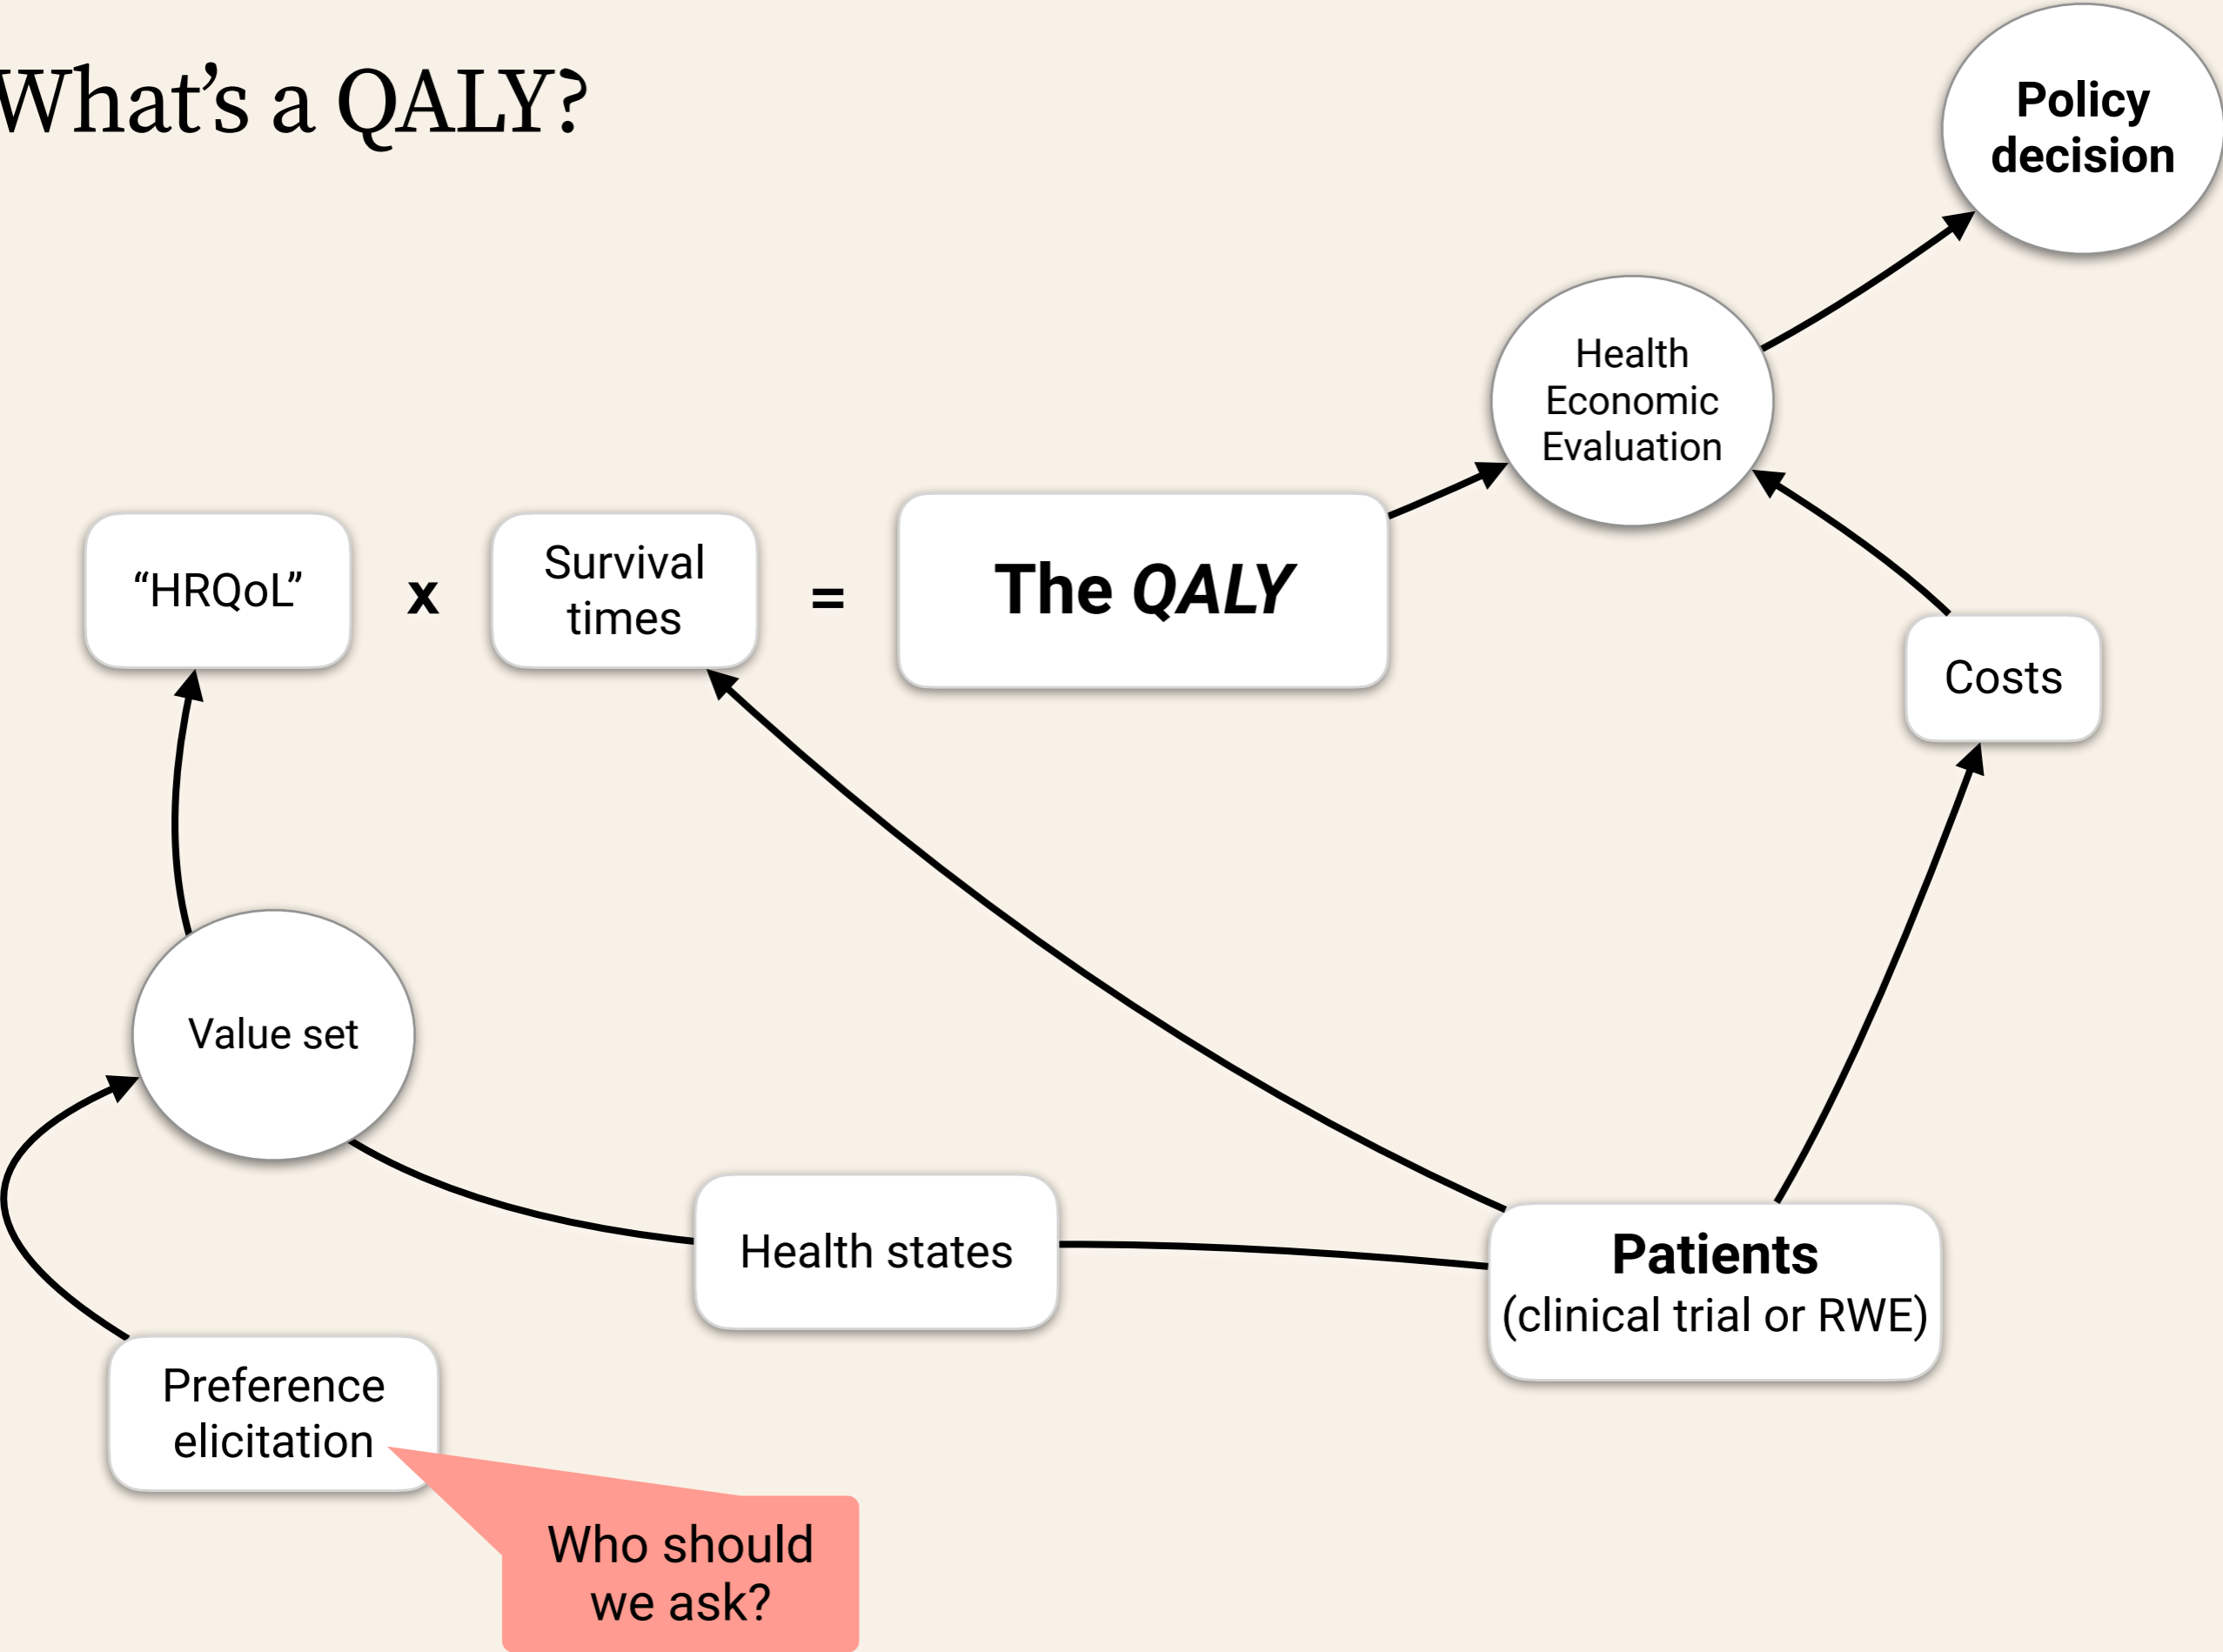 What’s a QALY?
Policy
decision
Health
Economic
Evaluation
“HRQoL”
x
Survival
times
=
The QALY
Costs
Value set
Health states
Patients
(clinical trial or RWE)
Preference
elicitation
Who should
we ask?